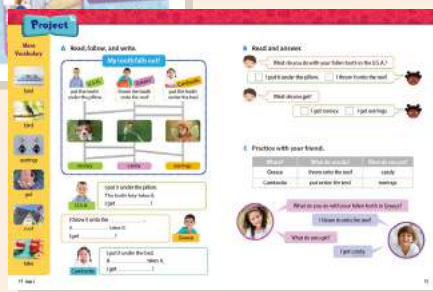 Project
More
Vocabulary
bed
bird
earrings
get
roof
take
A Read, follow, and write.
My tooth falls out!
U.S.A.
Greece
Cambodia
put the tooth
under the pillow.
throw the tooth
onto the roof
put the tooth
under the bed.
money
candy
earrings
I put it under the pillow.
The tooth fairy takes it.
I get !
U.S.A.
I throw it onto the .
A takes it.
I get !
Greece
I put it under the bed.
A takes it.
I get !
Cambodia
B Read and answer.
What do you do with your fallen tooth in the U.S.A.?
I put it under the pillow.
I throw it onto the roof.
What do you get?
I get money.
I get earrings.
C Practice with your friend.
Where?
What do you do?
What do you get?
Greece
throw onto the roof
candy
Cambodia
put under the bed
earrings
What do you do with your fallen tooth in Greece?
I throw it onto the roof.
What do you get?
I get candy.